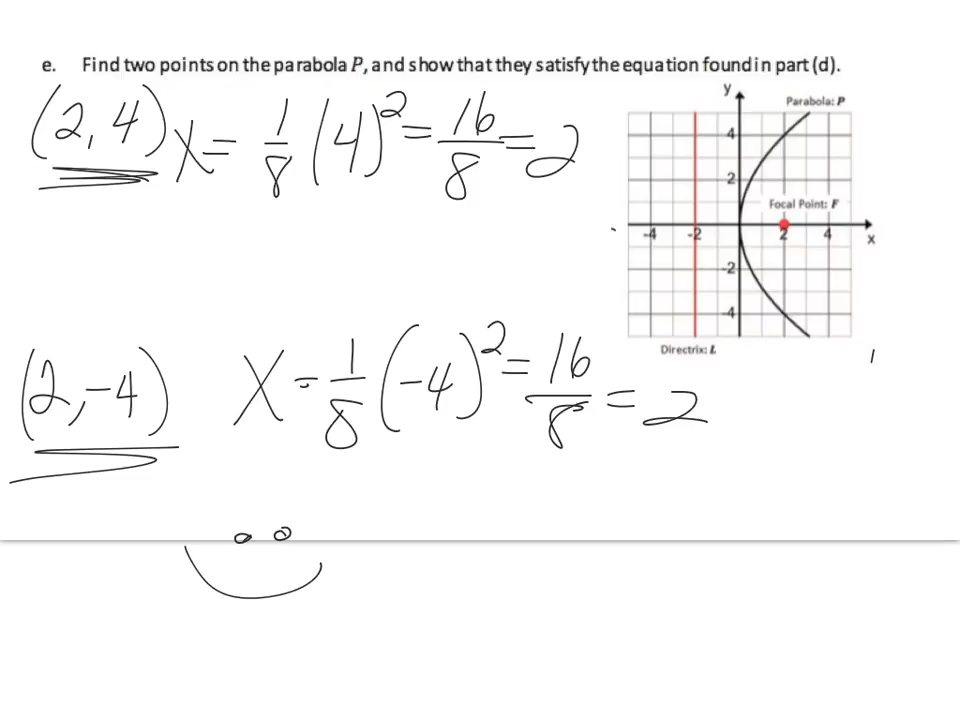 e. Find two points on the parabola P, and show that they satisfy the equation found in part (d).
(2, 4) X = 1/8 (4)² = 16/8 = 2
y
Parabola: P
4
2
Focal Point: F
-4 -2 2 4
x
-2
-4
Directrix: L
(2, -4) X = 1/8 (-4)² = 16/8 = 2